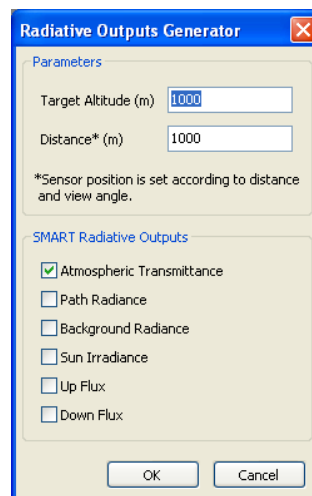 Radiative Outputs Generator
Parameters
Target Altitude (m) 1000
Distance* (m) 1000
*Sensor position is set according to distance
and view angle.
SMART Radiative Outputs
Atmospheric Transmittance
Path Radiance
Background Radiance
Sun Irradiance
Up Flux
Down Flux
OK Cancel